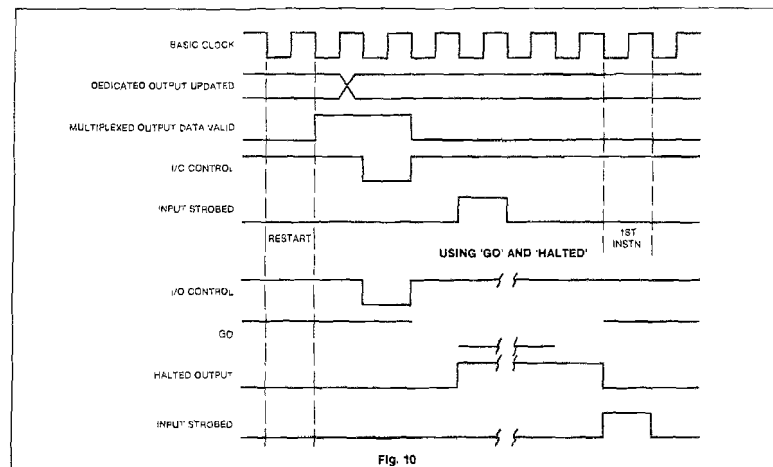 BASIC CLOCK
DEDICATED OUTPUT UPDATED
MULTIPLEXED OUTPUT DATA VALID
I/O CONTROL
INPUT STROBED
RESTART
1ST
INSTN
USING 'GO' AND 'HALTED'
I/O CONTROL
GO
HALTED OUTPUT
INPUT STROBED
Fig. 10